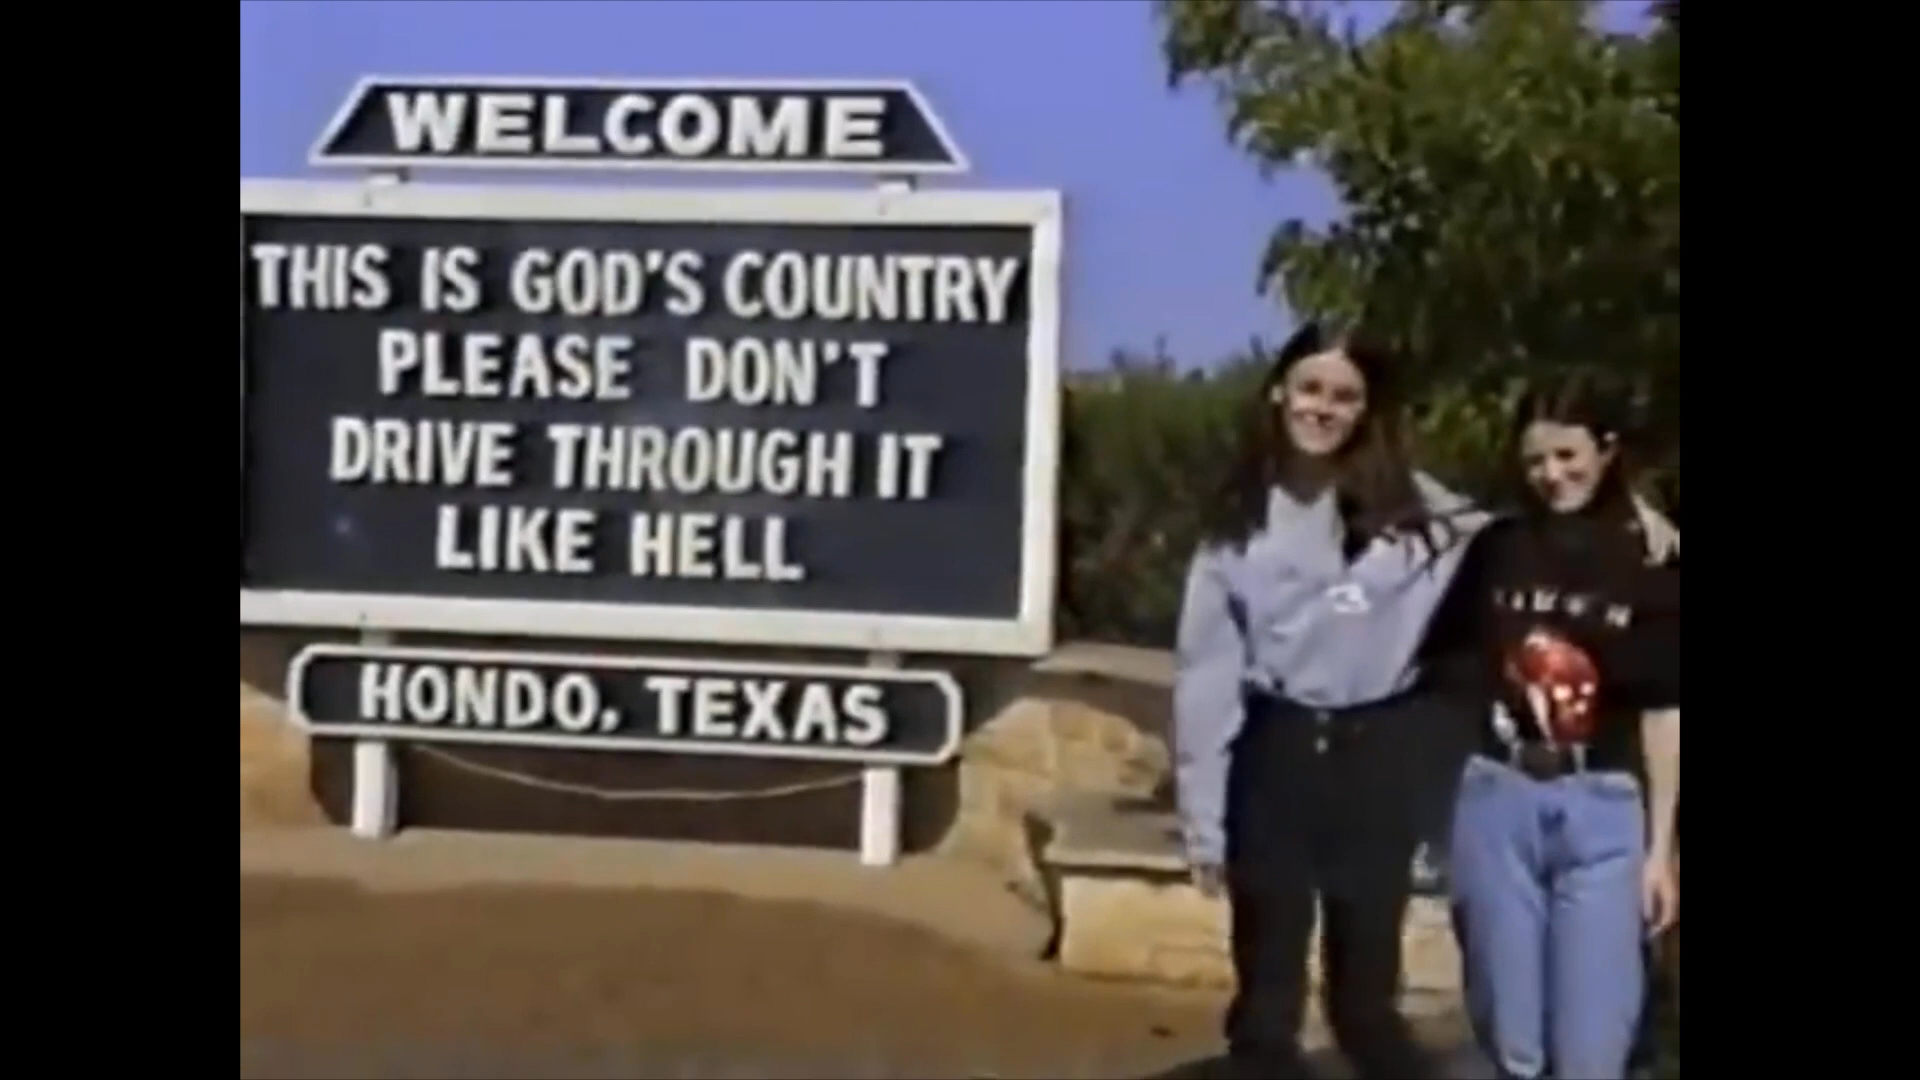 WELCOME
THIS IS GOD'S COUNTRY
PLEASE DON'T
DRIVE THROUGH IT
LIKE HELL
HONDO, TEXAS